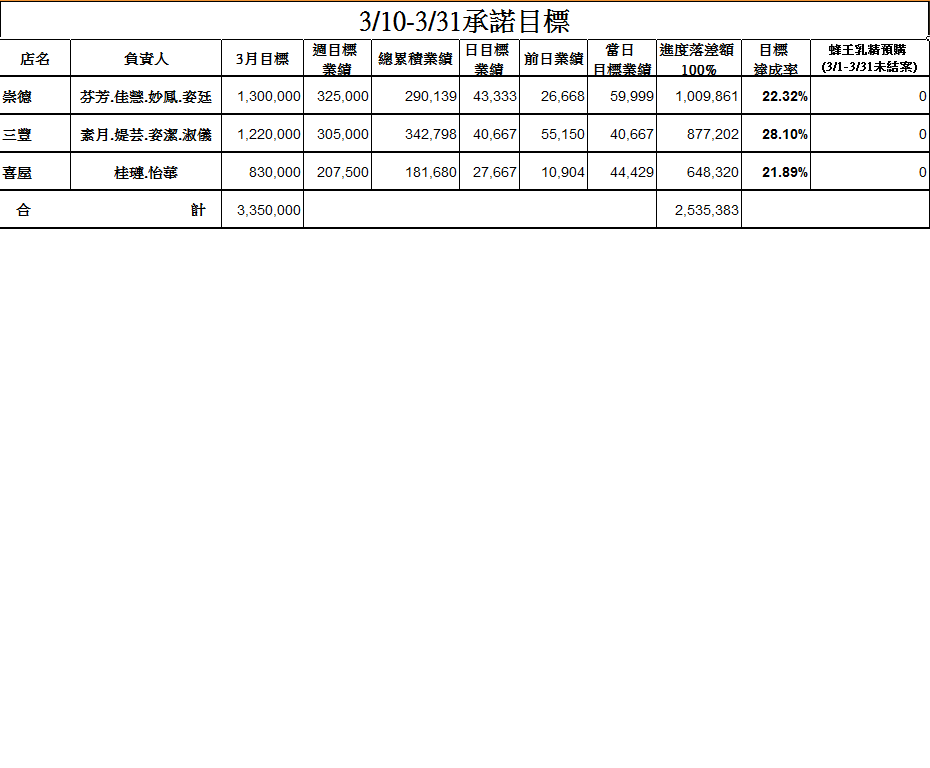 3/10-3/31承諾目標
店名 負責人 3月目標 週目標業績 總累積業績 日目標業績 前日業績 當日目標業績 進度落差額100% 目標達成率 蜂王乳精預購(3/1-3/31未結案)
崇德 芬芳.佳慧.妙鳳.姿廷 1,300,000 325,000 290,139 43,333 26,668 59,999 1,009,861 22.32% 0
三豐 素月.媞芸.姿潔.淑儀 1,220,000 305,000 342,798 40,667 55,150 40,667 877,202 28.10% 0
喜屋 桂璉.怡華 830,000 207,500 181,680 27,667 10,904 44,429 648,320 21.89% 0
合計 3,350,000 2,535,383